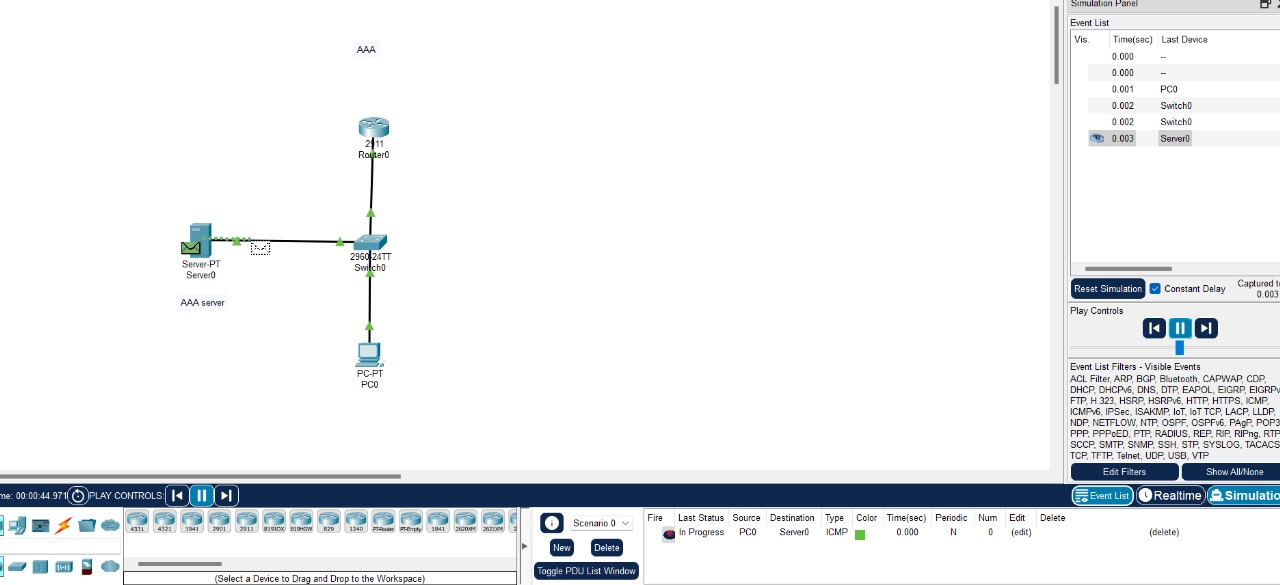 Simulation Panel
Event List
Vis. Time(sec) Last Device
0.000 --
0.000 --
0.001 PC0
0.002 Switch0
0.002 Switch0
0.003 Server0
AAA
2911
Router0
2960-24TT
Switch0
Server-PT
Server0
AAA server
PC-PT
PC0
Reset Simulation Constant Delay Captured to
0.003
Play Controls
Event List Filters - Visible Events
ACL Filter, ARP, BGP, Bluetooth, CAPWAP, CDP,
DHCP, DHCPv6, DNS, DTP, EAPOL, EIGRP, EIGRPv
FTP, H.323, HSRP, HSRPv6, HTTP, HTTPS, ICMP,
ICMPv6, IPSec, ISAKMP, IoT, IoT TCP, LACP, LLDP,
NDP, NETFLOW, NTP, OSPF, OSPFv6, PAgP, POP3
PPP, PPPoED, PTP, RADIUS, REP, RIP, RIPng, RTP
SCCP, SMTP, SNMP, SSH, STP, SYSLOG, TACACS
TCP, TFTP, Telnet, UDP, USB, VTP
Edit Filters Show All/None
me: 00:00:44.971 PLAY CONTROLS:
Event List Realtime Simulatio
4331 4321 1941 2901 2911 819IOX 819HGW 829 1240 PT-Router PT-Empty 1841 2620XM 2621XM
(Select a Device to Drag and Drop to the Workspace)
Scenario 0
New Delete
Toggle PDU List Window
Fire Last Status Source Destination Type Color Time(sec) Periodic Num Edit Delete
In Progress PC0 Server0 ICMP 0.000 N 0 (edit) (delete)